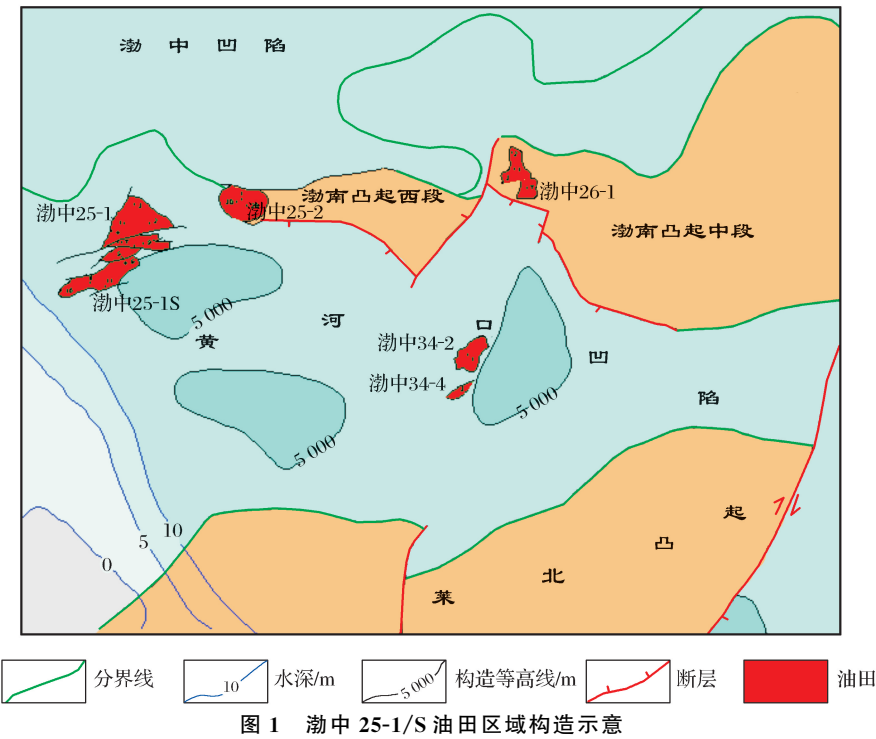 渤中凹陷
渤中26-1
渤南凸起西段
渤中25-1
渤中25-2
渤南凸起中段
渤中25-1S
5 000
黄河口凹陷
渤中34-2
渤中34-4
5 000
5 000
莱北凸起
10
5
0
分界线
10
水深/m
5 000
构造等高线/m
断层
油田
图 1 渤中 25-1/S 油田区域构造示意